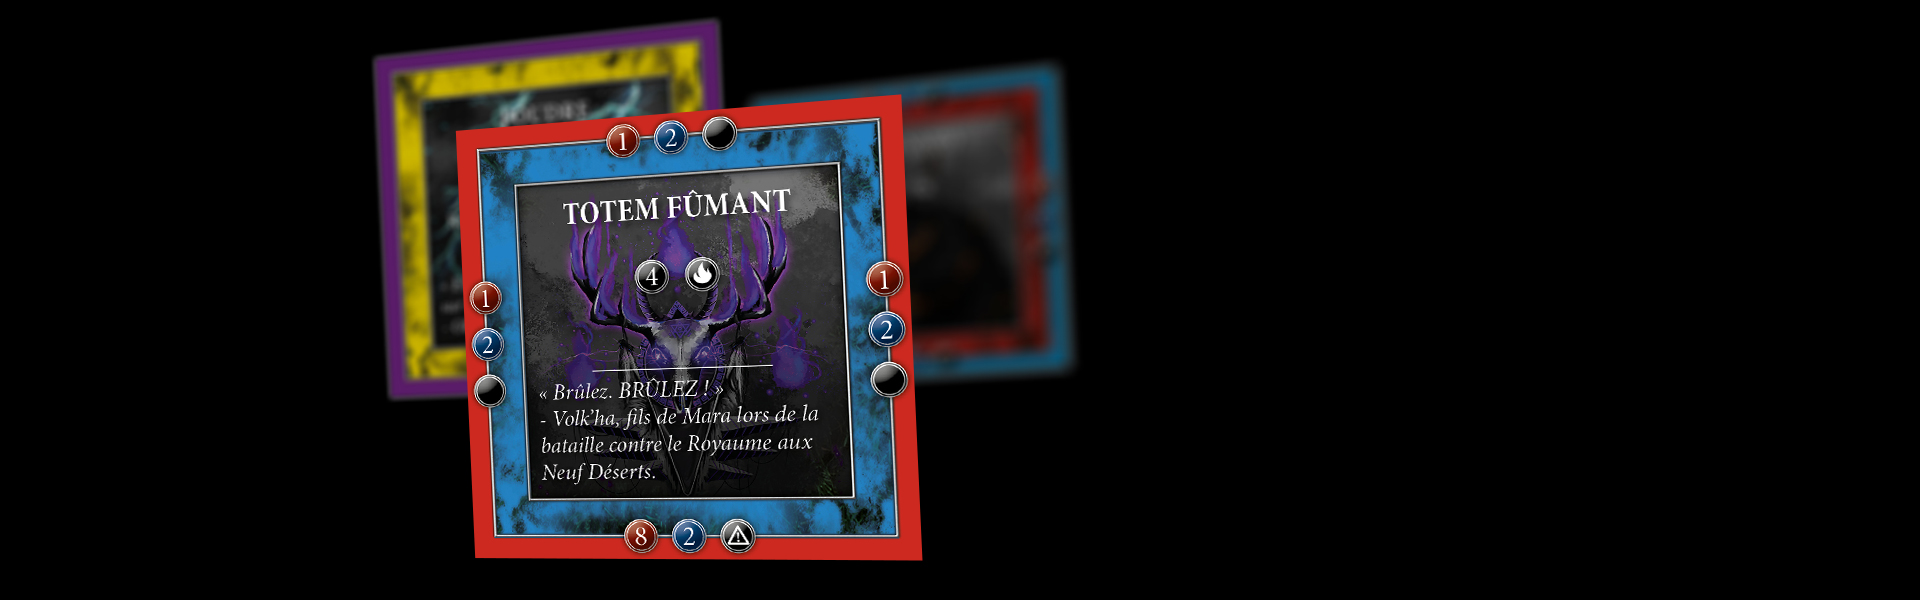 1 2
TOTEM FÛMANT
4
1 1
2 2
« Brûlez. BRÛLEZ ! »
- Volk'ha, fils de Mara lors de la
bataille contre le Royaume aux
Neuf Déserts.
8 2